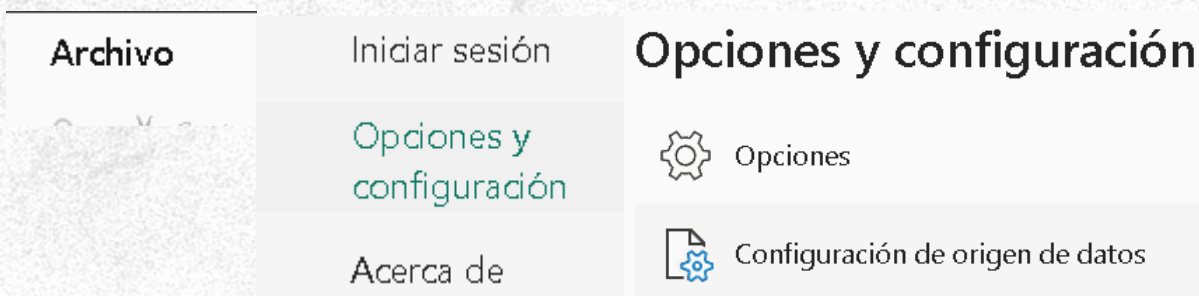 Archivo
Iniciar sesión
Opciones y
configuración
Acerca de
Opciones y configuración
Opciones
Configuración de origen de datos